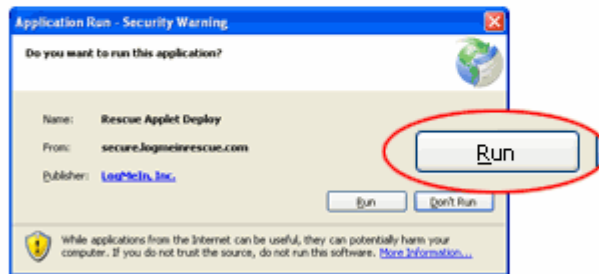 Application Run - Security Warning
Do you want to run this application?
Name: Rescue Applet Deploy
From: secure.logmeinrescue.com
Publisher: LogMeIn, Inc.
Run
Run Don't Run
While applications from the Internet can be useful, they can potentially harm your
computer. If you do not trust the source, do not run this software. More Information...